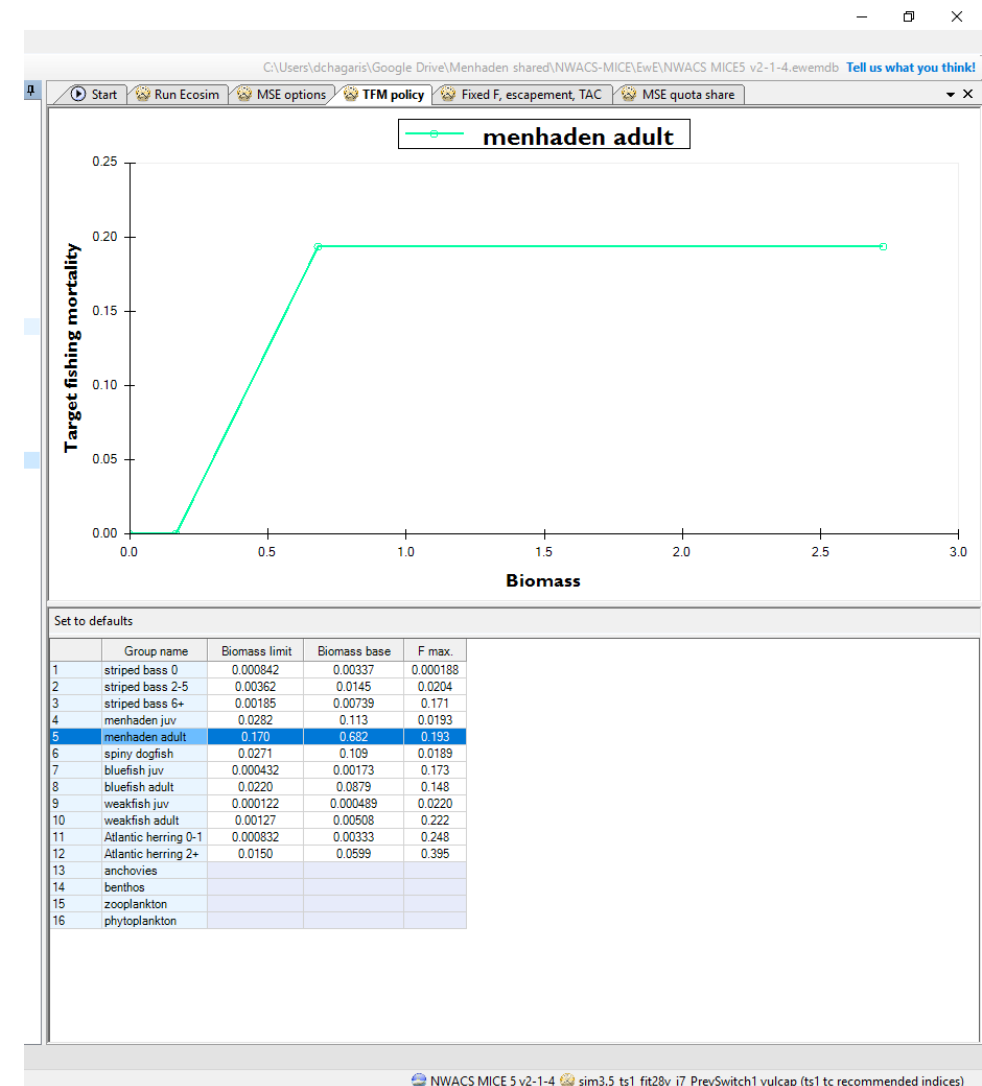 C:\Users\dchagaris\Google Drive\Menhaden shared\NWACS-MICE\EwE\NWACS MICE5 v2-1-4.ewemdb Tell us what you think!
Start Run Ecosim MSE options TFM policy Fixed F, escapement, TAC MSE quota share
menhaden adult
0.25
0.20
0.15
0.10
0.05
0.00
Target fishing mortality
0.0 0.5 1.0 1.5 2.0 2.5 3.0
Biomass
Set to defaults
Group name Biomass limit Biomass base F max.
1 striped bass 0 0.000842 0.00337 0.000188
2 striped bass 2-5 0.00362 0.0145 0.0204
3 striped bass 6+ 0.00185 0.00739 0.171
4 menhaden juv 0.0282 0.113 0.0193
5 menhaden adult 0.170 0.682 0.193
6 spiny dogfish 0.0271 0.109 0.0189
7 bluefish juv 0.000432 0.00173 0.173
8 bluefish adult 0.0220 0.0879 0.148
9 weakfish juv 0.000122 0.000489 0.0220
10 weakfish adult 0.00127 0.00508 0.222
11 Atlantic herring 0-1 0.000832 0.00333 0.248
12 Atlantic herring 2+ 0.0150 0.0599 0.395
13 anchovies
14 benthos
15 zooplankton
16 phytoplankton
NWACS MICE 5 v2-1-4 sim3.5_ts1_fit28v_i7_PreySwitch1_vulcap (ts1 tc recommended indices)